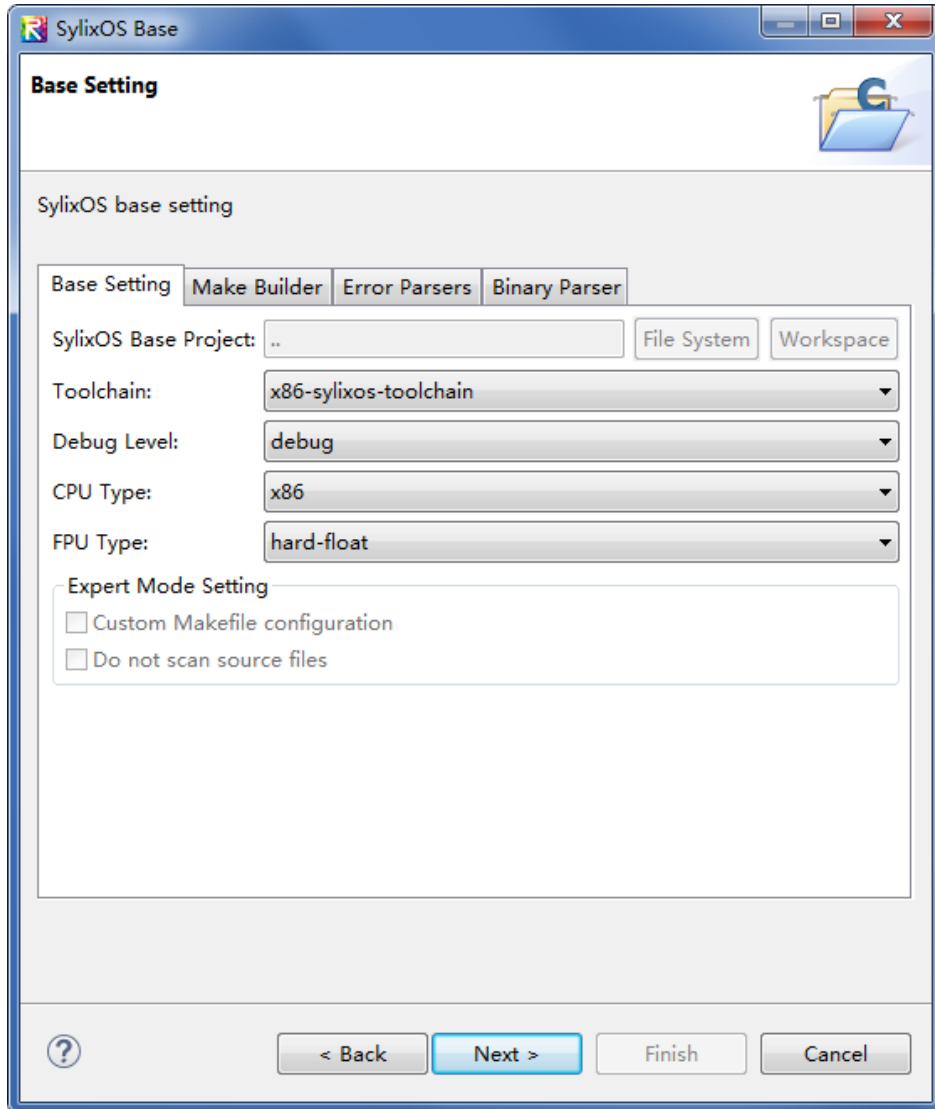 SylixOS Base
Base Setting
SylixOS base setting
Base Setting Make Builder Error Parsers Binary Parser
SylixOS Base Project: .. File System Workspace
Toolchain: x86-sylixos-toolchain
Debug Level: debug
CPU Type: x86
FPU Type: hard-float
Expert Mode Setting
Custom Makefile configuration
Do not scan source files
? < Back Next > Finish Cancel